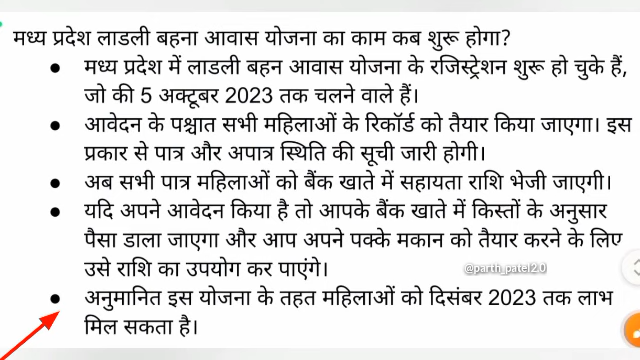 मध्य प्रदेश लाडली बहना आवास योजना का काम कब शुरू होगा?
● मध्य प्रदेश में लाडली बहन आवास योजना के रजिस्ट्रेशन शुरू हो चुके हैं,
जो की 5 अक्टूबर 2023 तक चलने वाले हैं।
● आवेदन के पश्चात सभी महिलाओं के रिकॉर्ड को तैयार किया जाएगा। इस
प्रकार से पात्र और अपात्र स्थिति की सूची जारी होगी।
● अब सभी पात्र महिलाओं को बैंक खाते में सहायता राशि भेजी जाएगी।
● यदि अपने आवेदन किया है तो आपके बैंक खाते में किस्तों के अनुसार
पैसा डाला जाएगा और आप अपने पक्के मकान को तैयार करने के लिए
उसे राशि का उपयोग कर पाएंगे।
@parth_patel2.0
● अनुमानित इस योजना के तहत महिलाओं को दिसंबर 2023 तक लाभ
मिल सकता है।